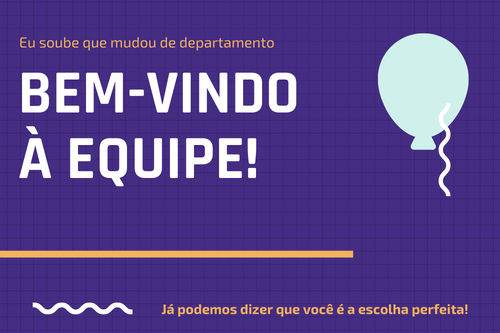 Eu soube que mudou de departamento
BEM-VINDO
À EQUIPE!
Já podemos dizer que você é a escolha perfeita!